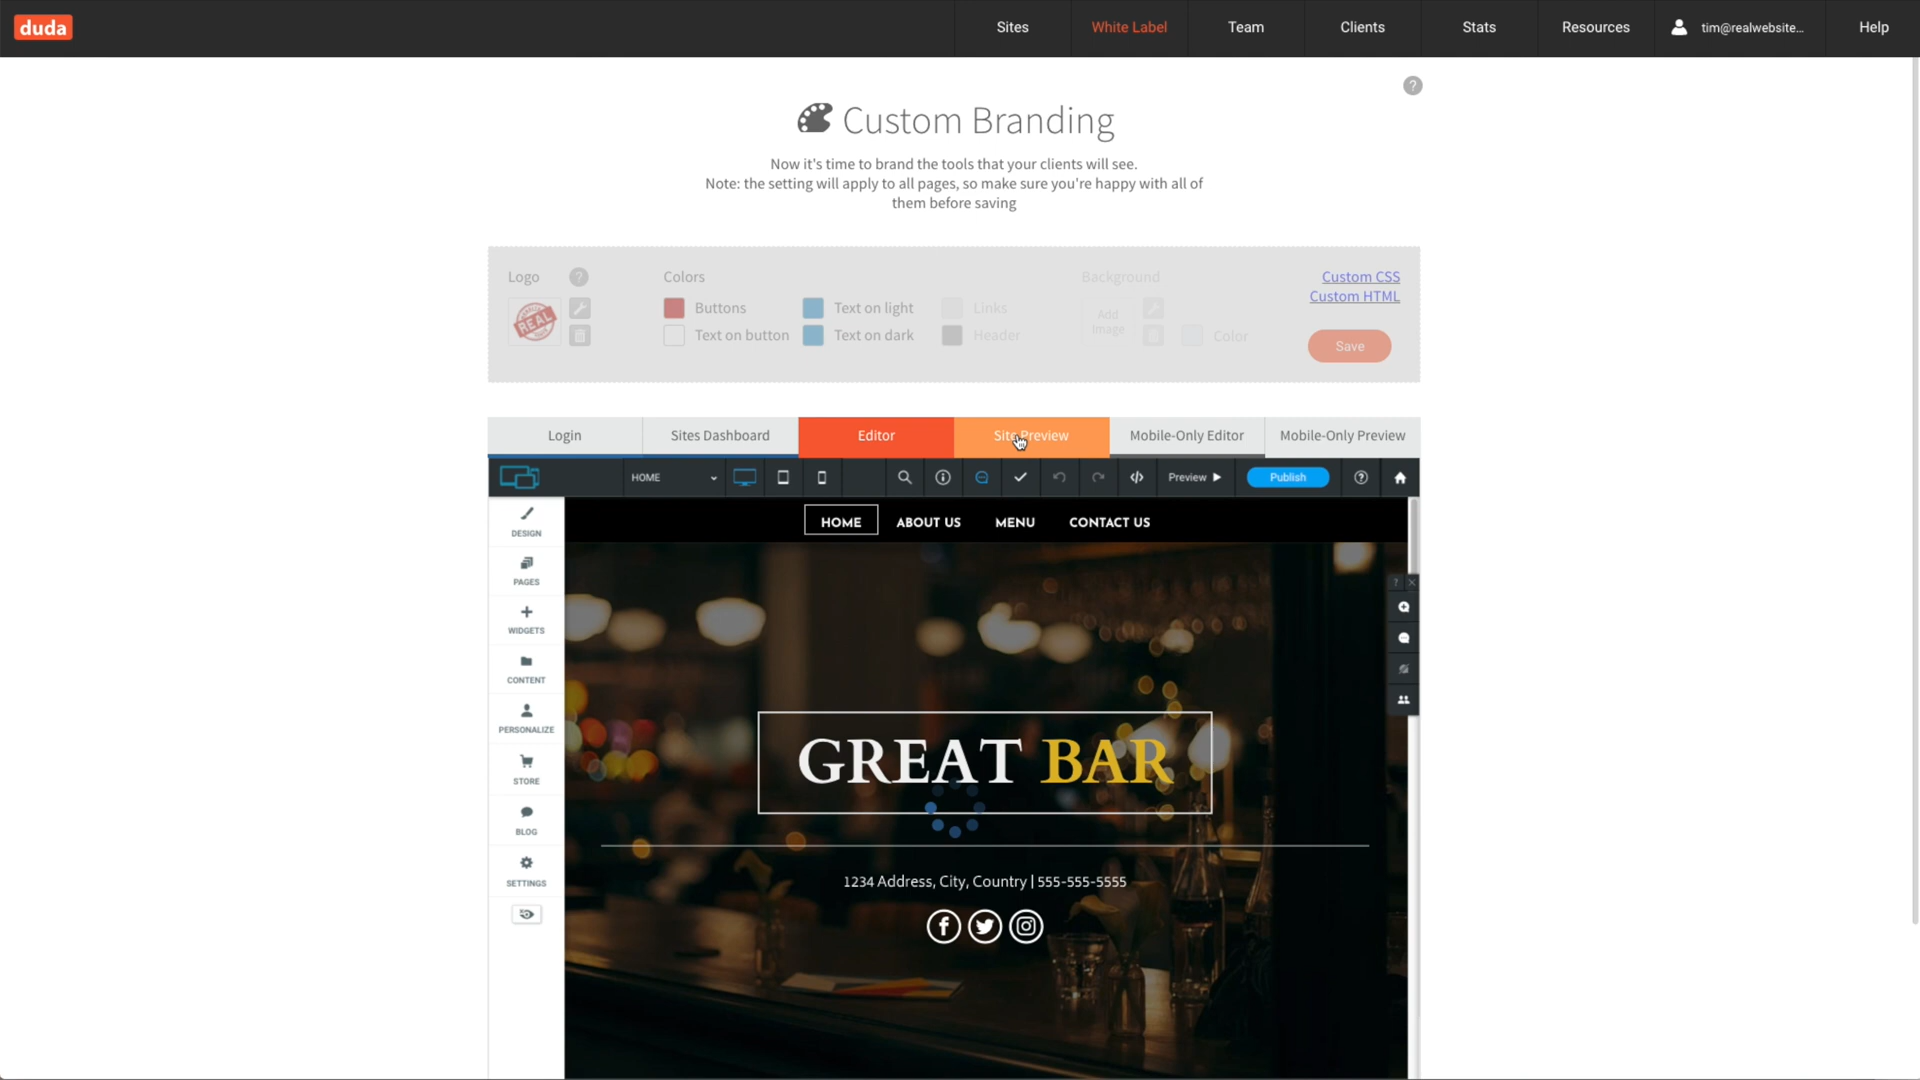 duda
Sites
White Label
Team
Clients
Stats
Resources
tim@realwebsite...
Help
?
Custom Branding
Now it's time to brand the tools that your clients will see.
Note: the setting will apply to all pages, so make sure you're happy with all of
them before saving
Logo
?
Colors
Background
Custom CSS
Custom HTML
REAL
Buttons
Text on light
Links
Text on button
Text on dark
Header
Add
Image
Color
Save
Login
Sites Dashboard
Editor
Site Preview
Mobile-Only Editor
Mobile-Only Preview
HOME
Preview
Publish
HOME
ABOUT US
MENU
CONTACT US
DESIGN
PAGES
WIDGETS
CONTENT
PERSONALIZE
STORE
BLOG
SETTINGS
GREAT BAR
1234 Address, City, Country | 555-555-5555